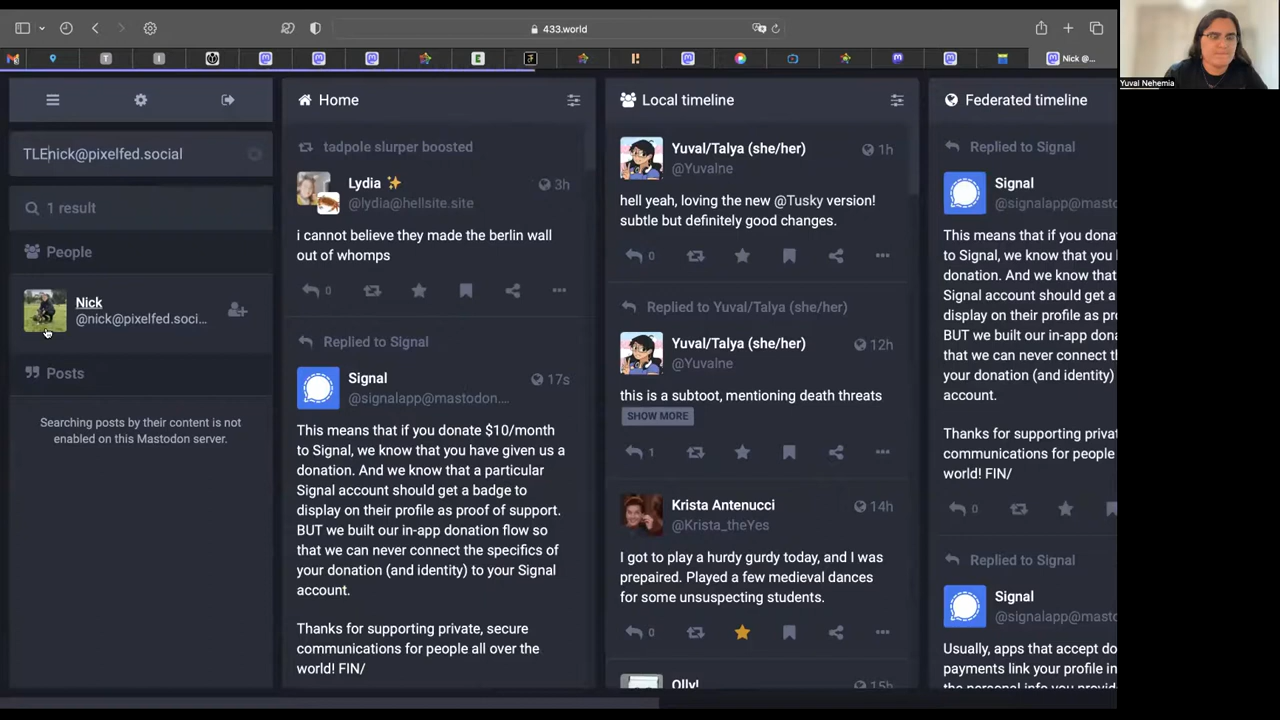 433.world
Nick @...
Yuval Nehemia
TLEnick@pixelfed.social
1 result
People
Nick
@nick@pixelfed.soci...
Posts
Searching posts by their content is not
enabled on this Mastodon server.
Home
tadpole slurper boosted
Lydia ✨
3h
@lydia@hellsite.site
i cannot believe they made the berlin wall
out of whomps
0
Replied to Signal
Signal
17s
@signalapp@mastodon....
This means that if you donate $10/month
to Signal, we know that you have given us a
donation. And we know that a particular
Signal account should get a badge to
display on their profile as proof of support.
BUT we built our in-app donation flow so
that we can never connect the specifics of
your donation (and identity) to your Signal
account.
Thanks for supporting private, secure
communications for people all over the
world! FIN/
Local timeline
Yuval/Talya (she/her)
1h
@Yuvalne
hell yeah, loving the new @Tusky version!
subtle but definitely good changes.
0
Replied to Yuval/Talya (she/her)
Yuval/Talya (she/her)
12h
@Yuvalne
this is a subtoot, mentioning death threats
SHOW MORE
1
Krista Antenucci
14h
@Krista_theYes
I got to play a hurdy gurdy today, and I was
prepared. Played a few medieval dances
for some unsuspecting students.
0
Olly!
15h
Federated timeline
Replied to Signal
Signal
@signalapp@masto
This means that if you dona
to Signal, we know that you
donation. And we know tha
Signal account should get a
display on their profile as pr
BUT we built our in-app don
that we can never connect t
your donation (and identity)
account.
Thanks for supporting privat
communications for people
world! FIN/
0
Replied to Signal
Signal
@signalapp@masto
Usually, apps that accept do
payments link your profile in
the personal info you provid